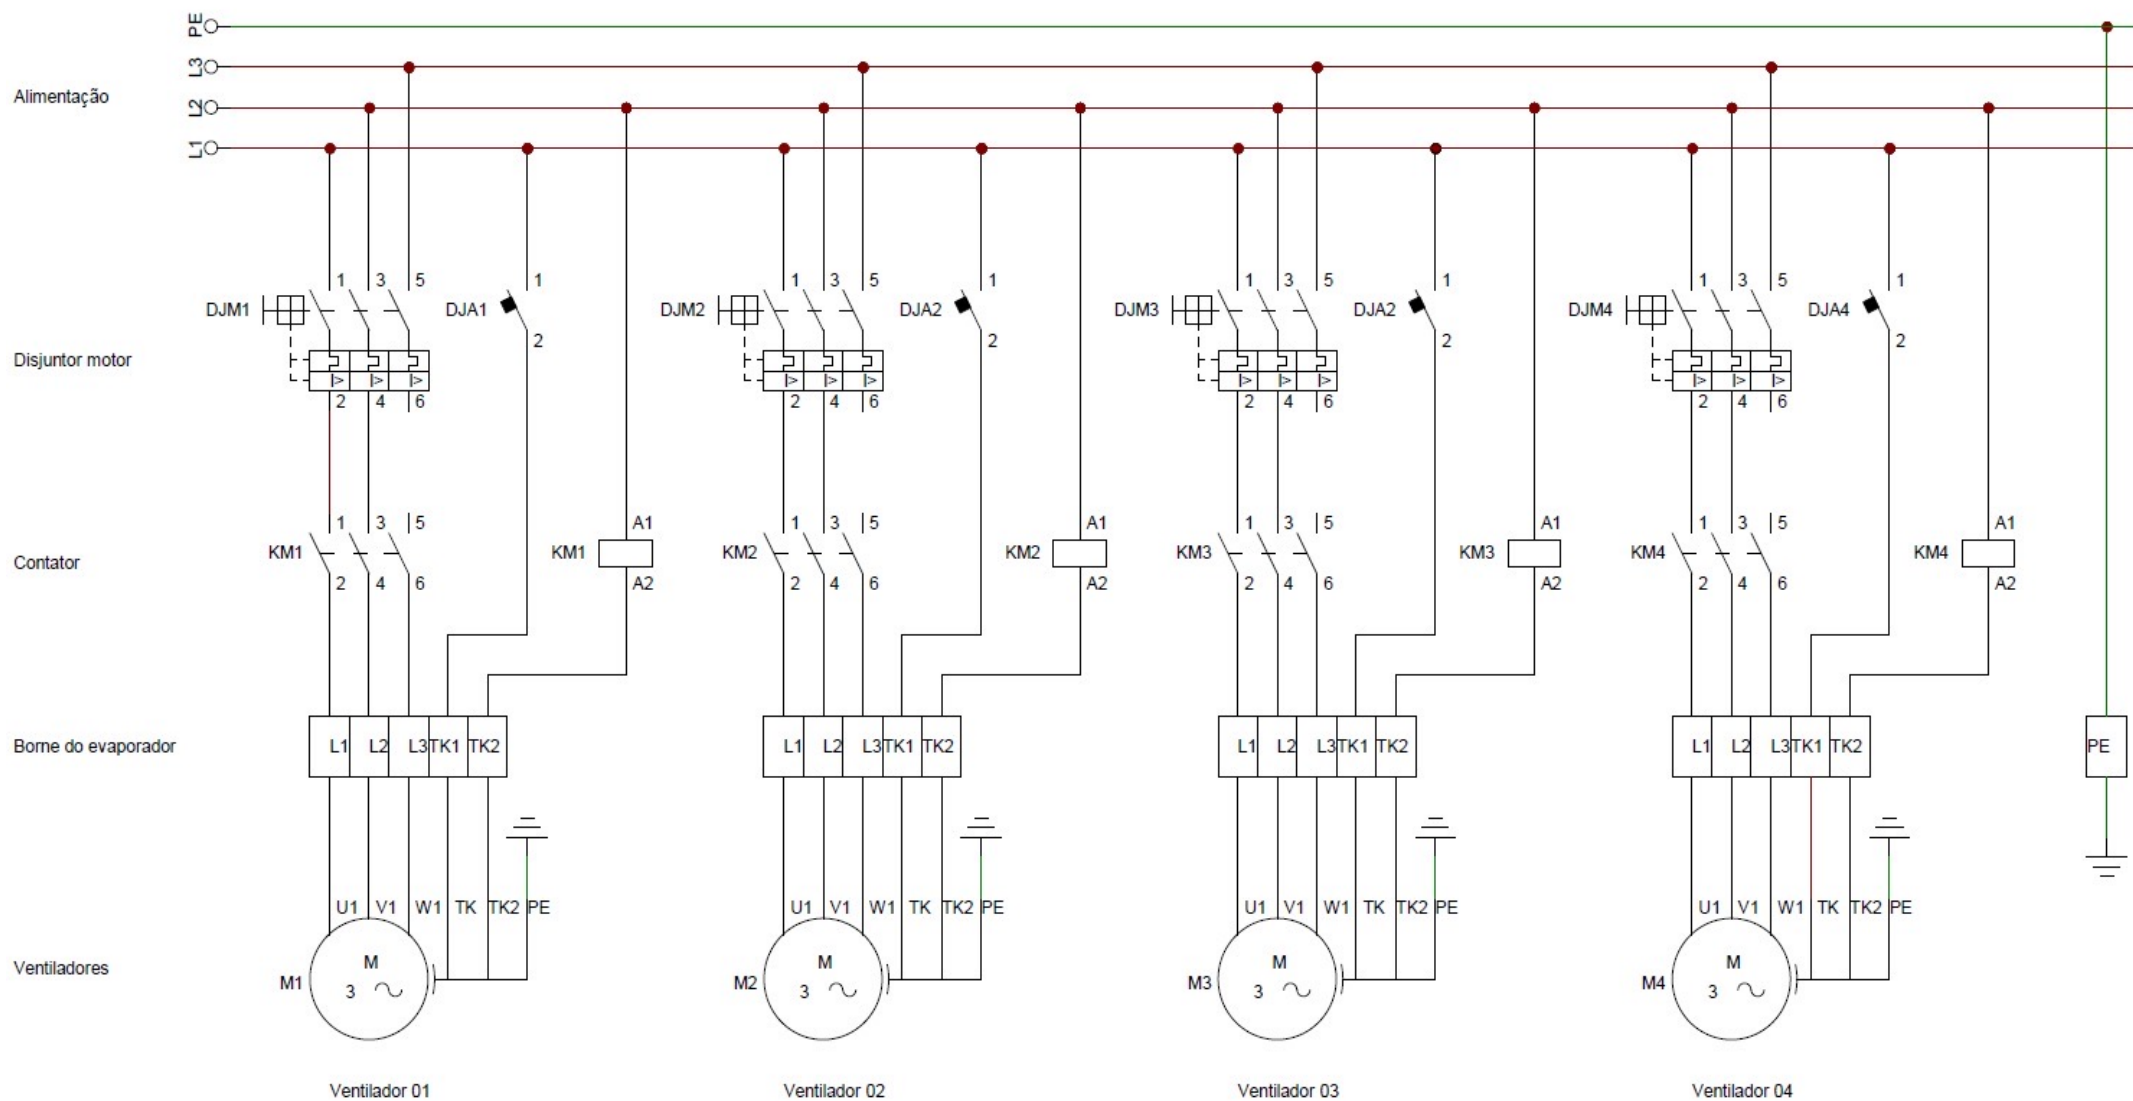 PE
L3
Alimentação
L2
L1
1 3 5 1 1 3 5 1 1 3 5 1 1 3 5 1
DJM1 DJA1 DJM2 DJA2 DJM3 DJA2 DJM4 DJA4
2 2 2 2
Disjuntor motor
I> I> I> I> I> I> I> I> I> I> I> I>
2 4 6 2 4 6 2 4 6 2 4 6
1 3 5 A1 1 3 5 A1 1 3 5 A1 1 3 5 A1
KM1 KM1 KM2 KM2 KM3 KM3 KM4 KM4
Contator
2 4 6 A2 2 4 6 A2 2 4 6 A2 2 4 6 A2
Borne do evaporador L1 L2 L3 TK1 TK2 L1 L2 L3 TK1 TK2 L1 L2 L3 TK1 TK2 L1 L2 L3 TK1 TK2 PE
U1 V1 W1 TK TK2 PE U1 V1 W1 TK TK2 PE U1 V1 W1 TK TK2 PE U1 V1 W1 TK TK2 PE
M M M M
Ventiladores
M1 M2 M3 M4
3 3 3 3
Ventilador 01 Ventilador 02 Ventilador 03 Ventilador 04